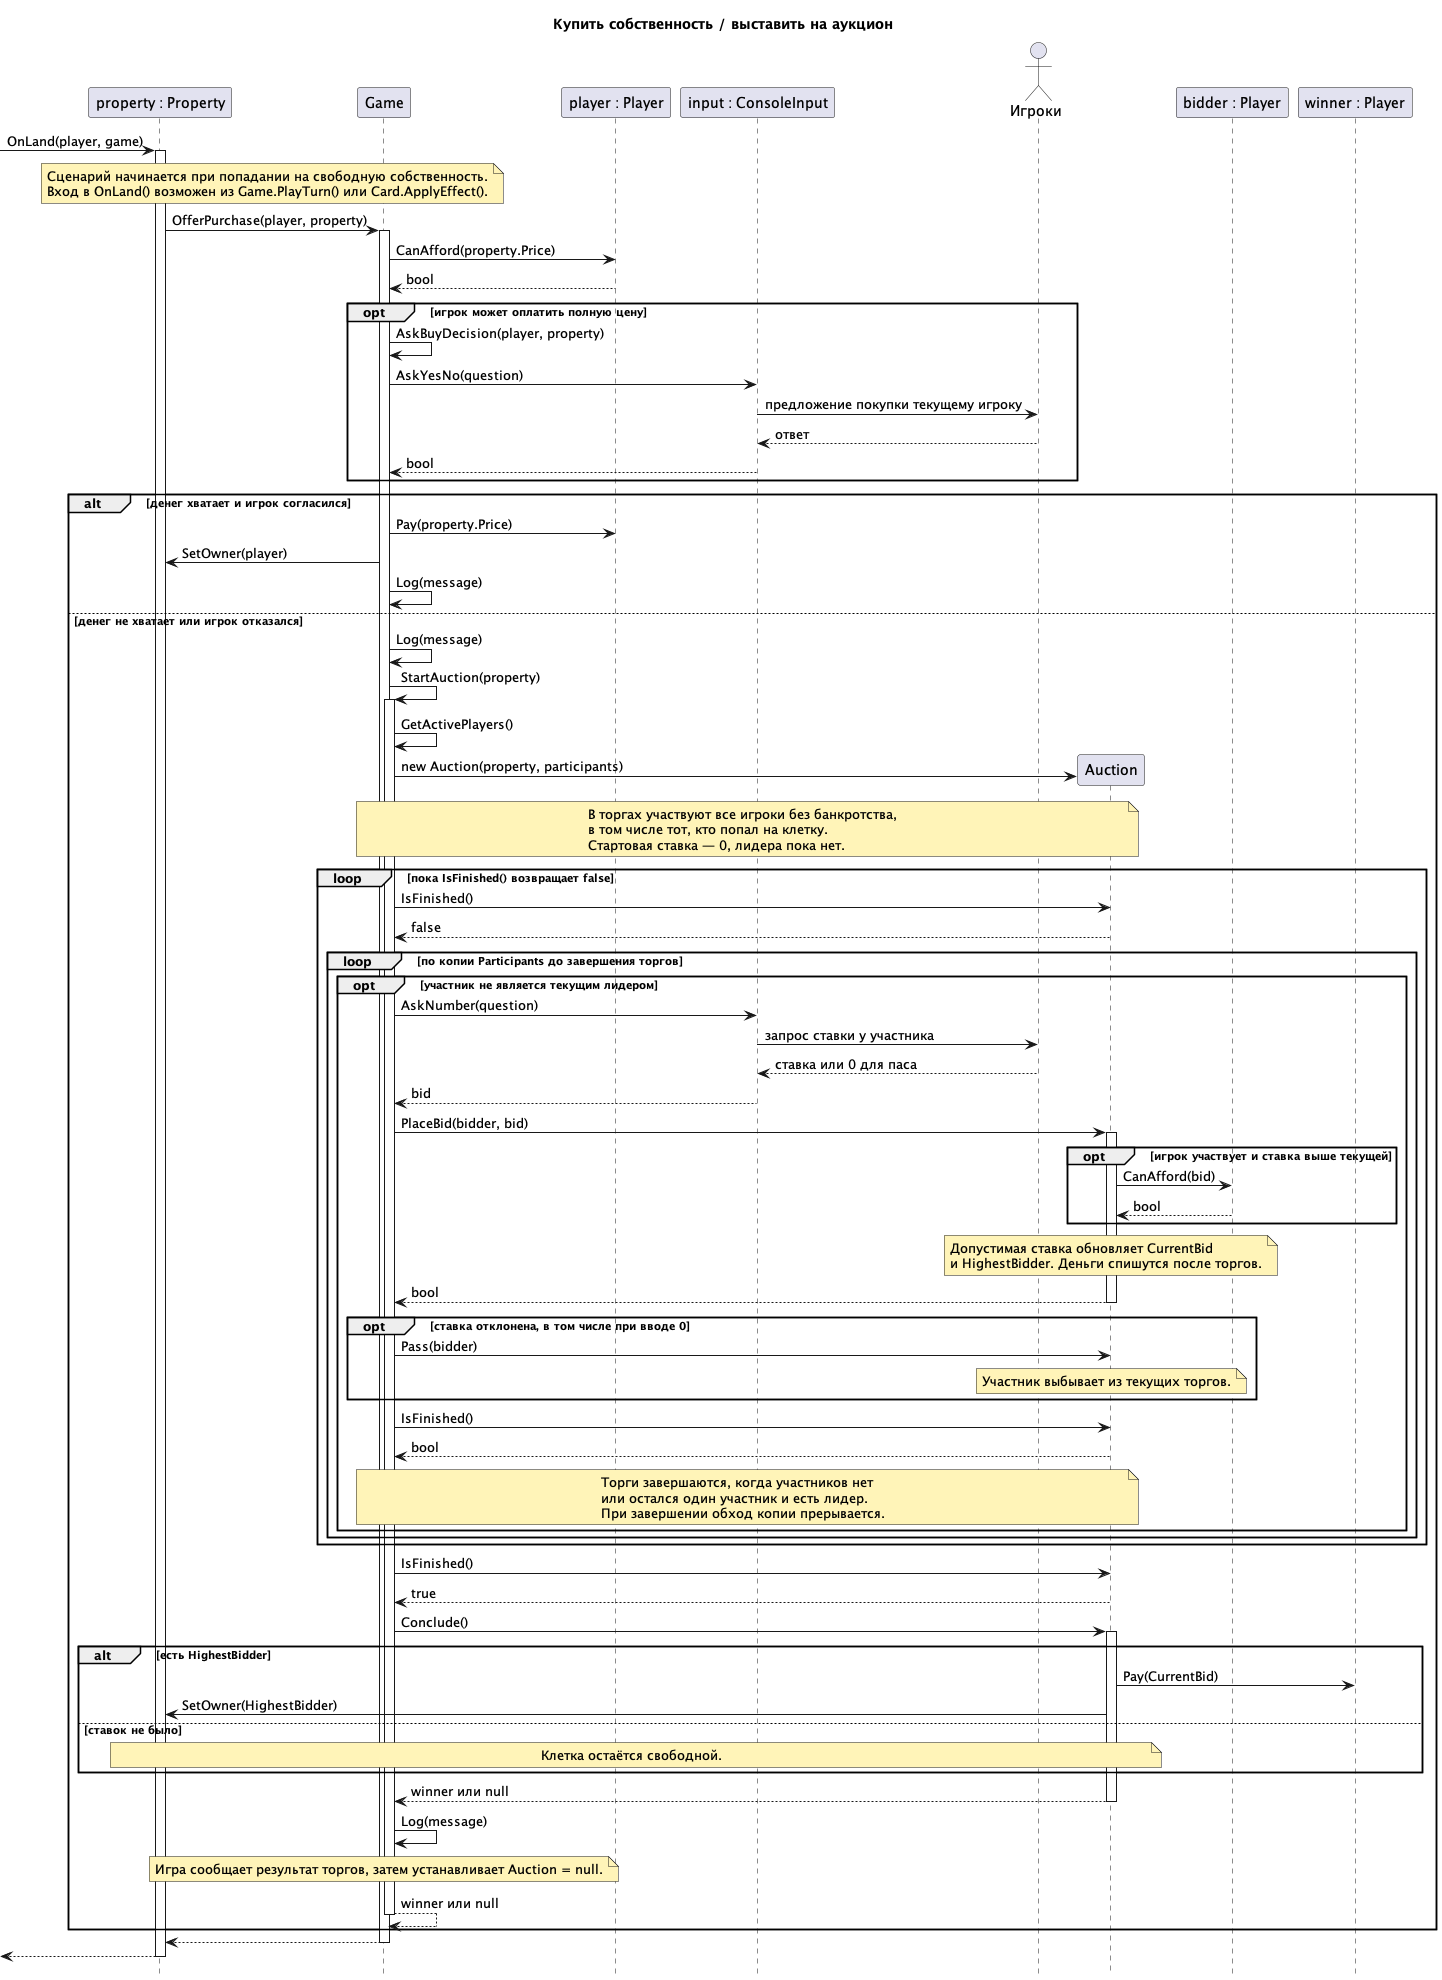 Купить собственность / выставить на аукцион
property : Property
Game
player : Player
input : ConsoleInput
Игроки
bidder : Player
winner : Player
OnLand(player, game)
Сценарий начинается при попадании на свободную собственность.
Вход в OnLand() возможен из Game.PlayTurn() или Card.ApplyEffect().
OfferPurchase(player, property)
CanAfford(property.Price)
bool
opt
[игрок может оплатить полную цену]
AskBuyDecision(player, property)
AskYesNo(question)
предложение покупки текущему игроку
ответ
bool
alt
[денег хватает и игрок согласился]
Pay(property.Price)
SetOwner(player)
Log(message)
[денег не хватает или игрок отказался]
Log(message)
StartAuction(property)
GetActivePlayers()
new Auction(property, participants)
Auction
В торгах участвуют все игроки без банкротства,
в том числе тот, кто попал на клетку.
Стартовая ставка — 0, лидера пока нет.
loop
[пока IsFinished() возвращает false]
IsFinished()
false
loop
[по копии Participants до завершения торгов]
opt
[участник не является текущим лидером]
AskNumber(question)
запрос ставки у участника
ставка или 0 для паса
bid
PlaceBid(bidder, bid)
opt
[игрок участвует и ставка выше текущей]
CanAfford(bid)
bool
Допустимая ставка обновляет CurrentBid
и HighestBidder. Деньги спишутся после торгов.
bool
opt
[ставка отклонена, в том числе при вводе 0]
Pass(bidder)
Участник выбывает из текущих торгов.
IsFinished()
bool
Торги завершаются, когда участников нет
или остался один участник и есть лидер.
При завершении обход копии прерывается.
IsFinished()
true
Conclude()
alt
[есть HighestBidder]
Pay(CurrentBid)
SetOwner(HighestBidder)
[ставок не было]
Клетка остаётся свободной.
winner или null
Log(message)
Игра сообщает результат торгов, затем устанавливает Auction = null.
winner или null